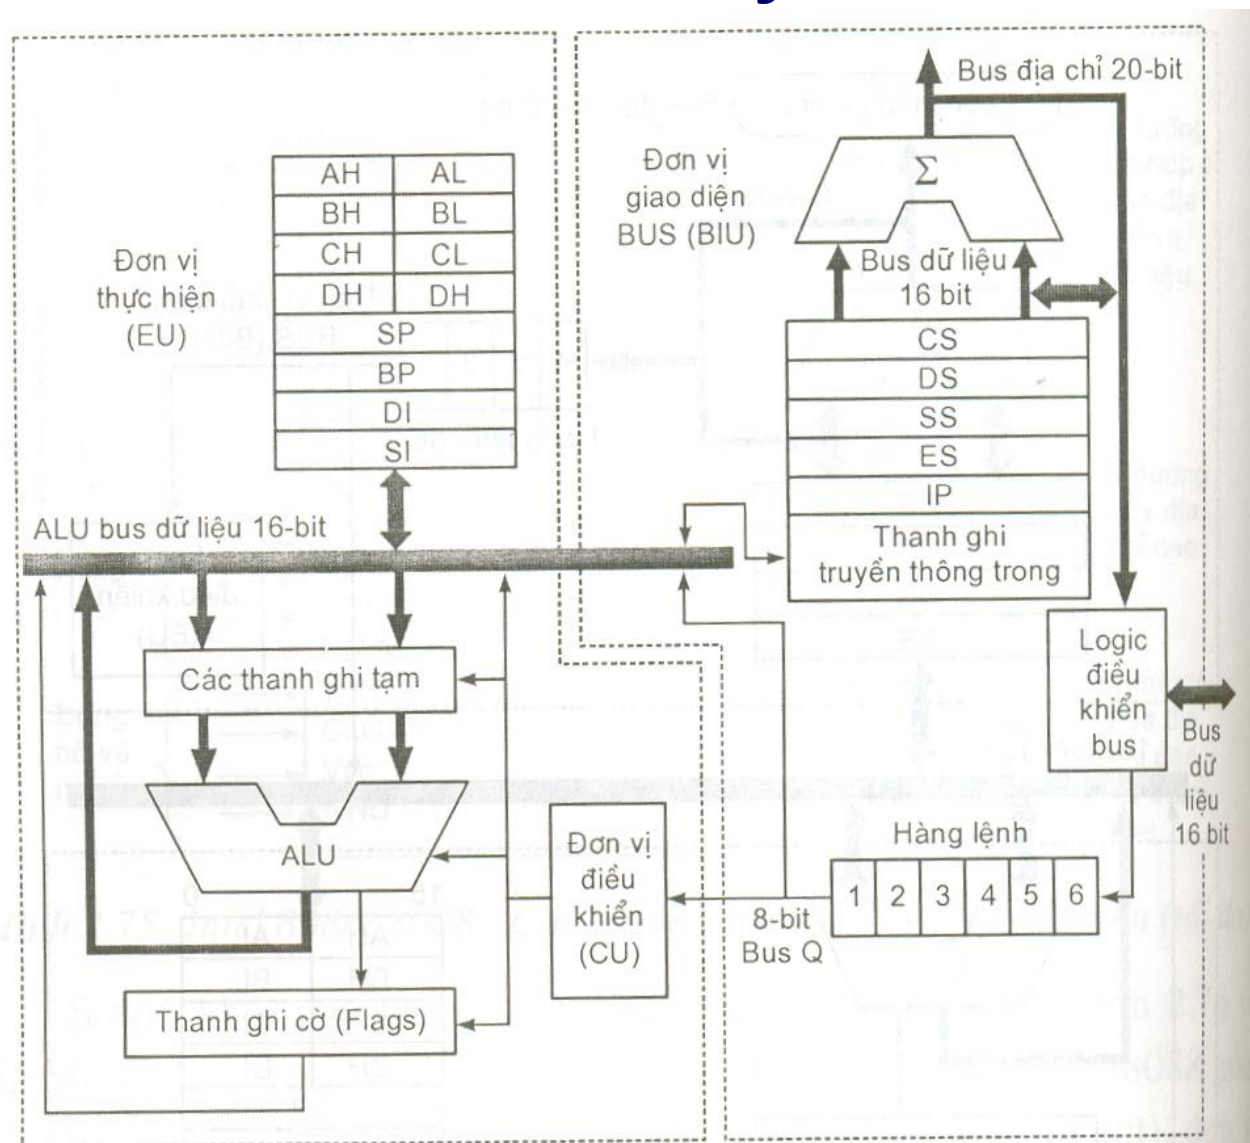 Bus địa chỉ 20-bit
Đơn vị
giao diện
BUS (BIU)
Σ
Bus dữ liệu
16 bit
CS
DS
SS
ES
IP
Thanh ghi
truyền thông trong
AH AL
BH BL
CH CL
DH DH
SP
BP
DI
SI
Đơn vị
thực hiện
(EU)
ALU bus dữ liệu 16-bit
Các thanh ghi tạm
ALU
Thanh ghi cờ (Flags)
Đơn vị
điều
khiển
(CU)
8-bit
Bus Q
Hàng lệnh
1 2 3 4 5 6
Logic
điều
khiển
bus
Bus
dữ
liệu
16 bit